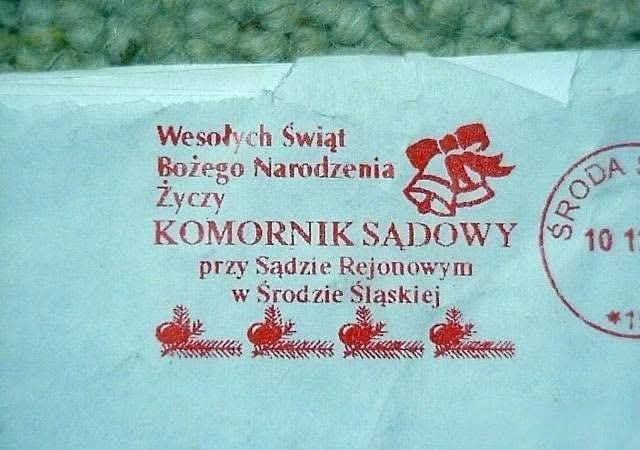 Wesołych Świąt
Bożego Narodzenia
Życzy
KOMORNIK SĄDOWY
przy Sądzie Rejonowym
w Środzie Śląskiej
ŚRODA
10